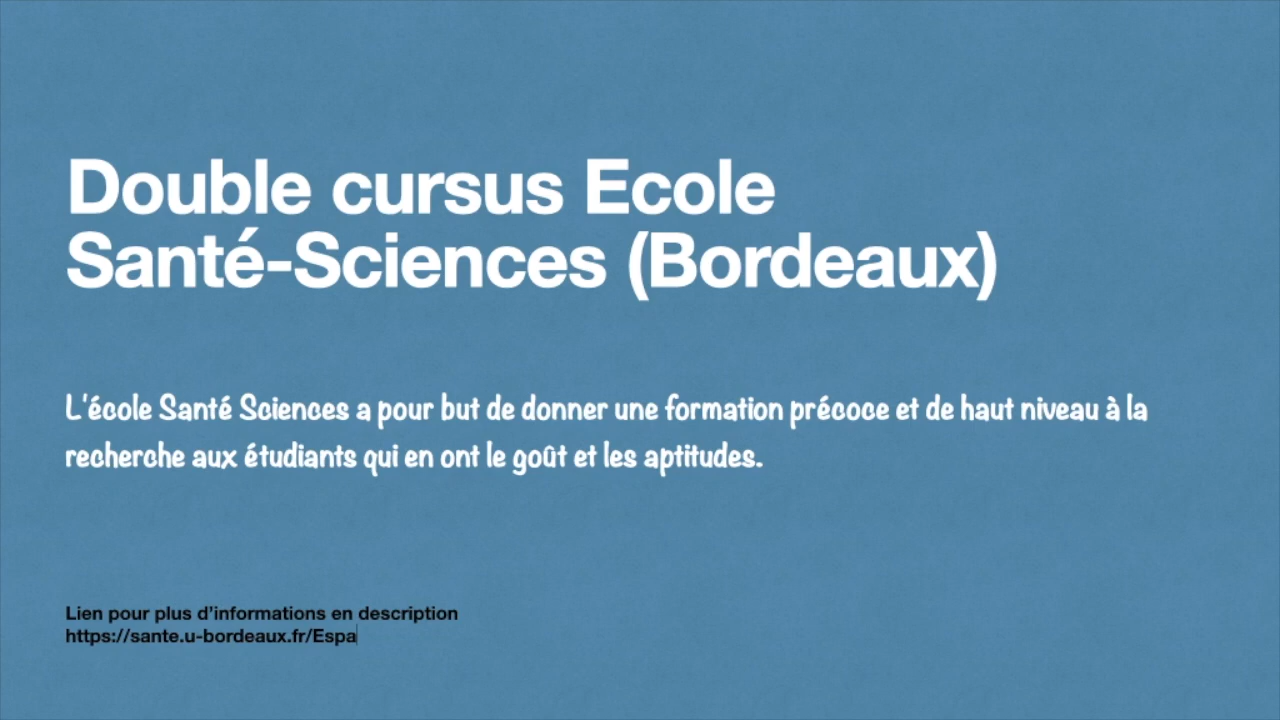 Double cursus Ecole
Santé-Sciences (Bordeaux)
L'école Santé Sciences a pour but de donner une formation précoce et de haut niveau à la
recherche aux étudiants qui en ont le goût et les aptitudes.
Lien pour plus d'informations en description
https://sante.u-bordeaux.fr/Espa